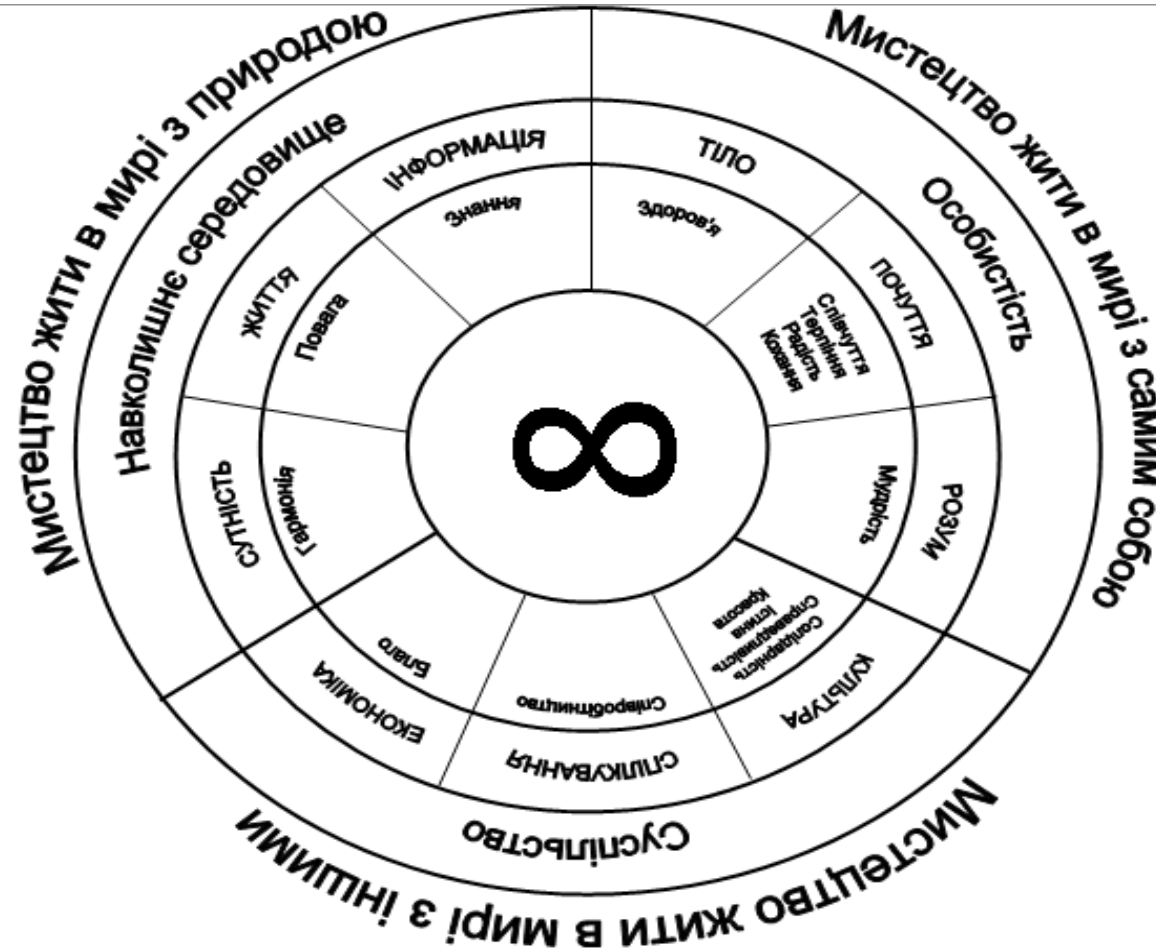 Мистецтво жити в мирі з природою
Навколишнє середовище
ІНФОРМАЦІЯ
Знання
ЖИТТЯ
Повага
СУТНІСТЬ
Гармонія
Мистецтво жити в мирі з самим собою
Особистість
ТІЛО
Здоров'я
ПОЧУТТЯ
Співчуття
Терпіння
Радість
Кохання
РОЗУМ
Мудрість
Мистецтво жити в мирі з іншими
Суспільство
КУЛЬТУРА
Солідарність
Справедливість
Істина
Красота
СПІЛКУВАННЯ
Співробітництво
ЕКОНОМІКА
Благо
∞